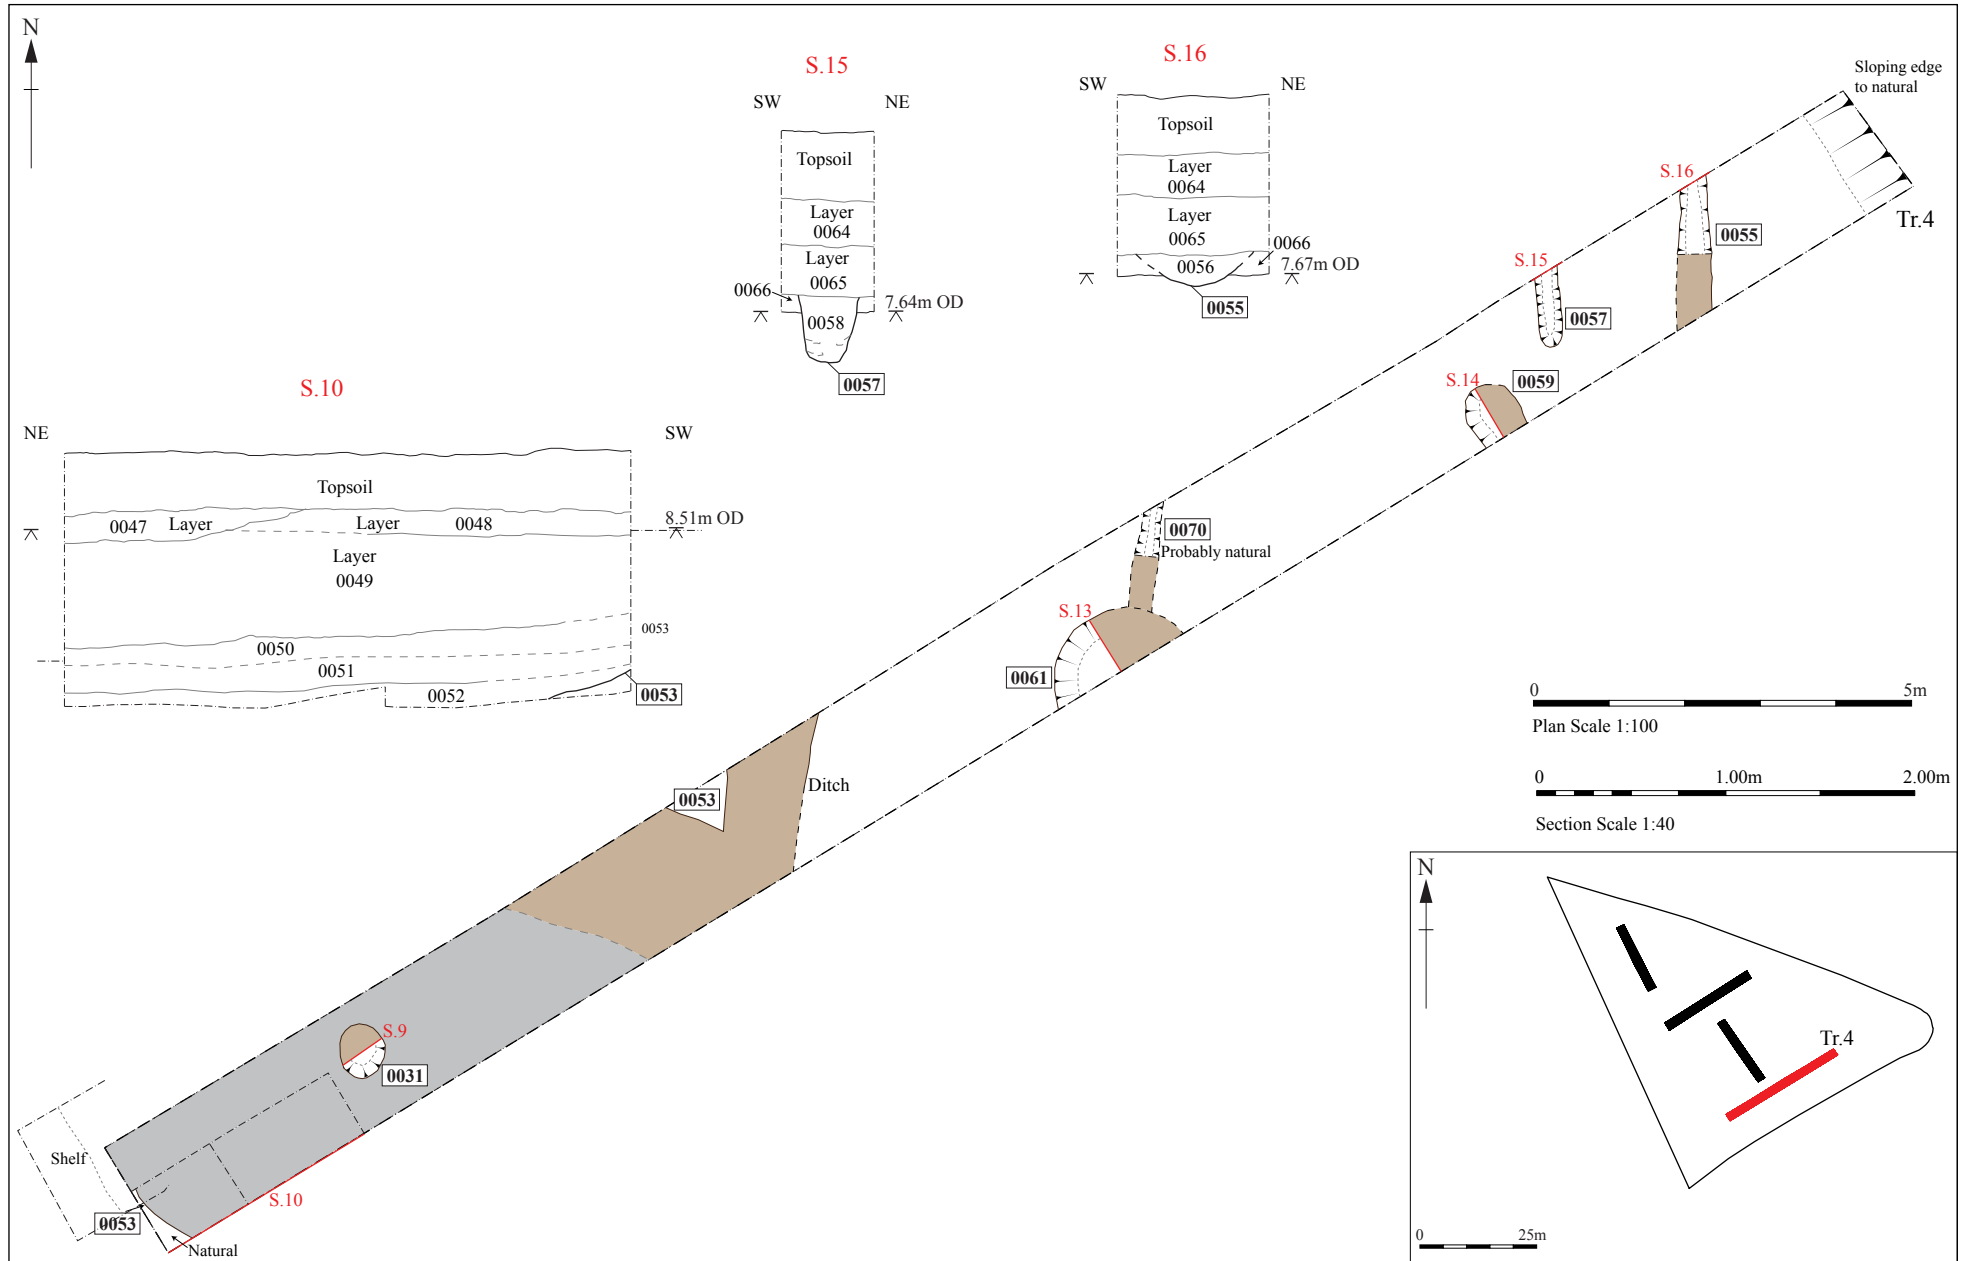 N
S.15
SW
NE
Topsoil
Layer
0064
Layer
0065
0066
7.64m OD
0058
0057
S.16
SW
NE
Topsoil
Layer
0064
Layer
0065
0066
0056
7.67m OD
0055
S.10
NE
SW
Topsoil
0047
Layer
Layer
0048
8.51m OD
Layer
0049
0053
0050
0051
0052
0053
Sloping edge
to natural
Tr.4
S.16
0055
S.15
0057
S.14
0059
0070
Probably natural
S.13
0061
Ditch
0053
S.9
0031
Shelf
S.10
0053
Natural
0
5m
Plan Scale 1:100
0
1.00m
2.00m
Section Scale 1:40
N
Tr.4
0
25m